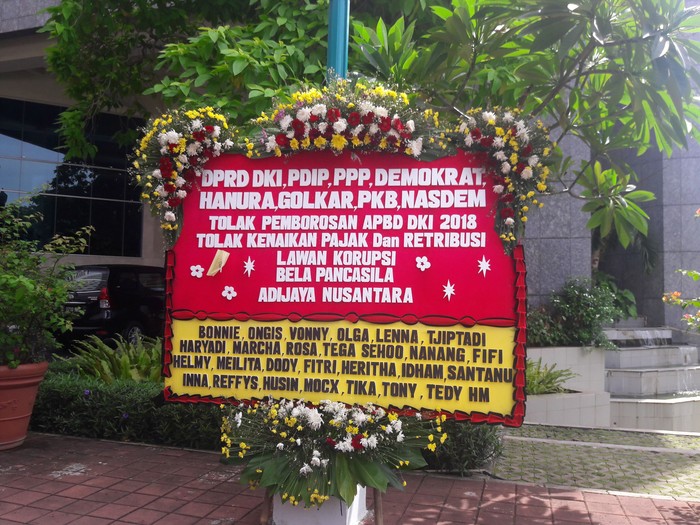 DPRD DKI, PDIP, PPP, DEMOKRAT,
HANURA, GOLKAR, PKB, NASDEM
TOLAK PEMBOROSAN APBD DKI 2018
TOLAK KENAIKAN PAJAK Dan RETRIBUSI
LAWAN KORUPSI
BELA PANCASILA
ADIJAYA NUSANTARA
BONNIE, ONGIS, VONNY, OLGA, LENNA, TJIPTADI
HARYADI, MARCHA, ROSA, TEGA SEHOO, NANANG, FIFI
HELMY, MEILITA, DODY, FITRI, HERITHA, IDHAM, SANTANU
INNA, REFFYS, HUSIN, MOCX, TIKA, TONY, TEDY HM